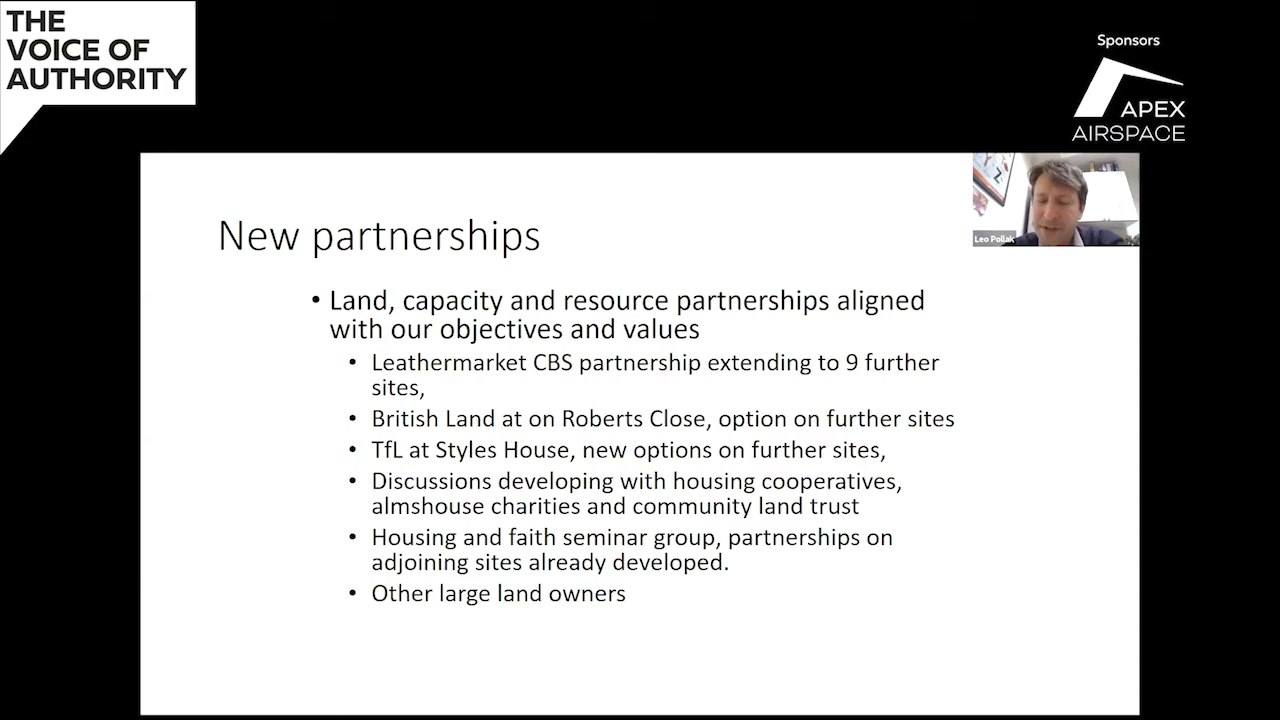 THE
VOICE OF
AUTHORITY
Sponsors
APEX
AIRSPACE
Leo Pollak
New partnerships
• Land, capacity and resource partnerships aligned
with our objectives and values
• Leathermarket CBS partnership extending to 9 further
sites,
• British Land at on Roberts Close, option on further sites
• TfL at Styles House, new options on further sites,
• Discussions developing with housing cooperatives,
almshouse charities and community land trust
• Housing and faith seminar group, partnerships on
adjoining sites already developed.
• Other large land owners